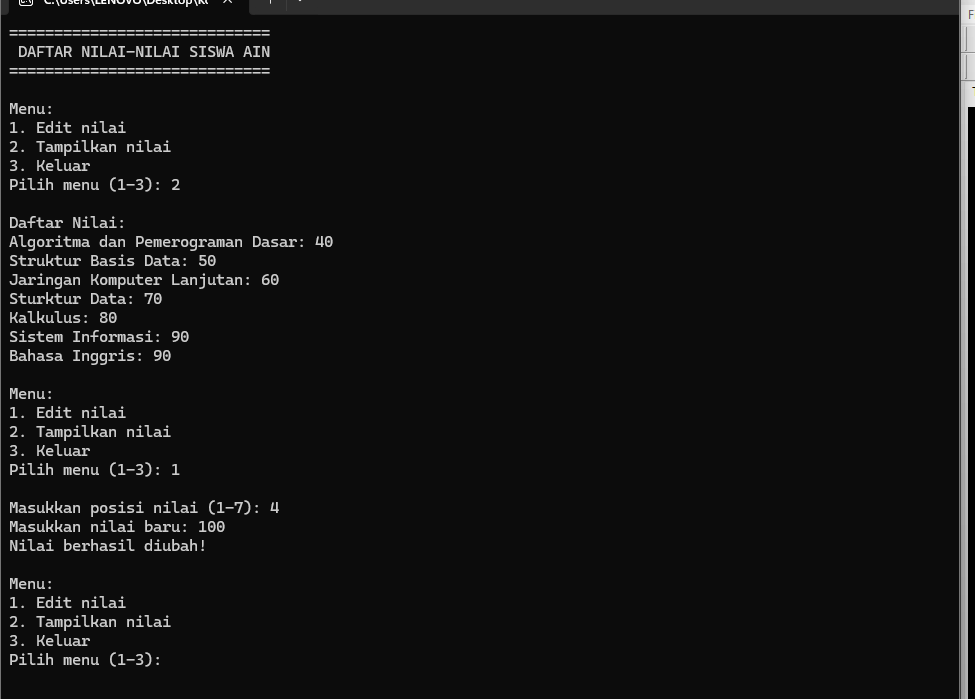 =============================
DAFTAR NILAI-NILAI SISWA AIN
=============================
Menu:
1. Edit nilai
2. Tampilkan nilai
3. Keluar
Pilih menu (1-3): 2
Daftar Nilai:
Algoritma dan Pemerograman Dasar: 40
Struktur Basis Data: 50
Jaringan Komputer Lanjutan: 60
Sturktur Data: 70
Kalkulus: 80
Sistem Informasi: 90
Bahasa Inggris: 90
Menu:
1. Edit nilai
2. Tampilkan nilai
3. Keluar
Pilih menu (1-3): 1
Masukkan posisi nilai (1-7): 4
Masukkan nilai baru: 100
Nilai berhasil diubah!
Menu:
1. Edit nilai
2. Tampilkan nilai
3. Keluar
Pilih menu (1-3):